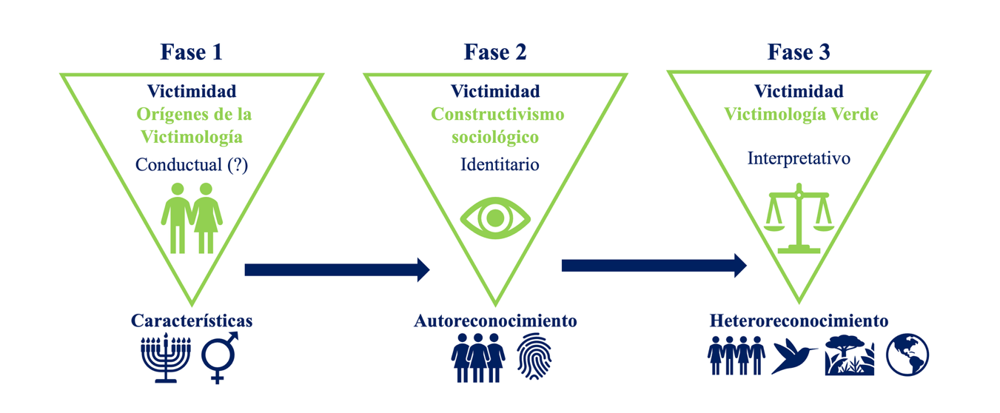 Fase 1
Victimidad
Orígenes de la
Victimología
Conductual (?)
Características
Fase 2
Victimidad
Constructivismo
sociológico
Identitario
Autoreconocimiento
Fase 3
Victimidad
Victimología Verde
Interpretativo
Heteroreconocimiento